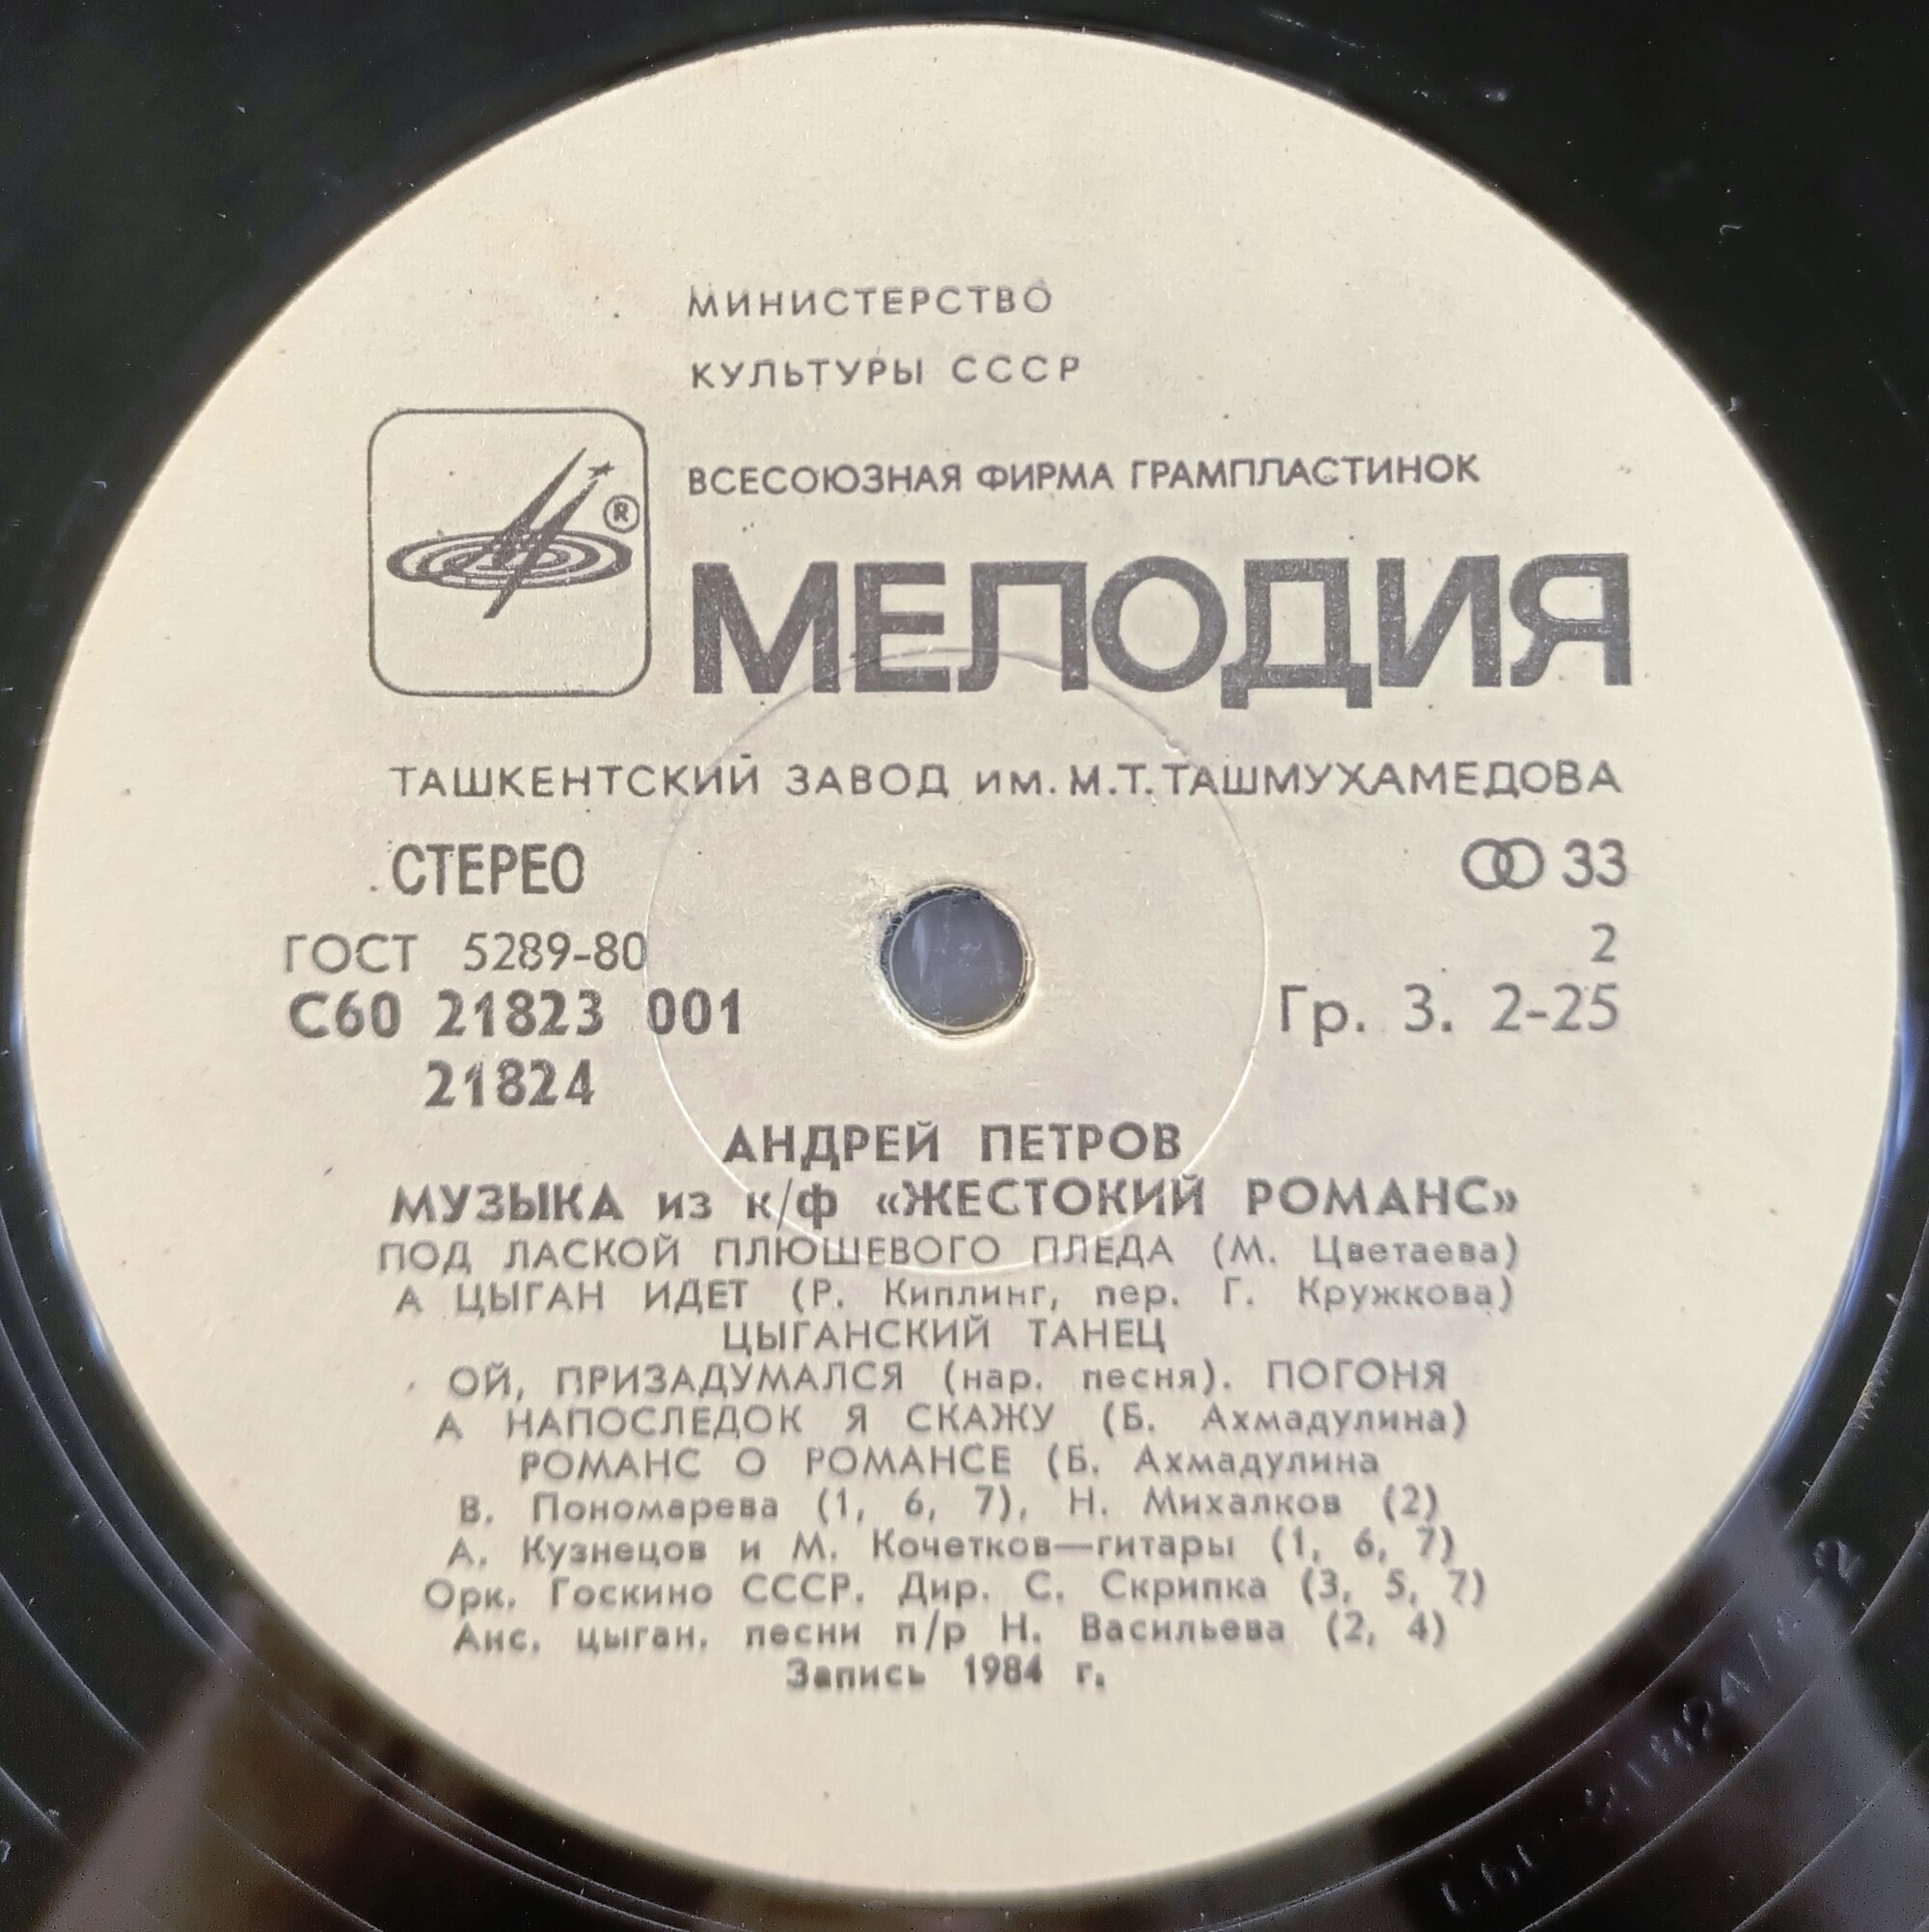 МИНИСТЕРСТВО
КУЛЬТУРЫ СССР
ВСЕСОЮЗНАЯ ФИРМА ГРАМПЛАСТИНОК
®
МЕЛОДИЯ
ТАШКЕНТСКИЙ ЗАВОД им. М.Т. ТАШМУХАМЕДОВА
СТЕРЕО 33
ГОСТ 5289-80 2
С60 21823 001 Гр. 3. 2-25
21824
АНДРЕЙ ПЕТРОВ
МУЗЫКА из к/ф «ЖЕСТОКИЙ РОМАНС»
ПОД ЛАСКОЙ ПЛЮШЕВОГО ПЛЕДА (М. Цветаева)
А ЦЫГАН ИДЕТ (Р. Киплинг, пер. Г. Кружкова)
ЦЫГАНСКИЙ ТАНЕЦ
ОЙ, ПРИЗАДУМАЛСЯ (нар. песня). ПОГОНЯ
А НАПОСЛЕДОК Я СКАЖУ (Б. Ахмадулина)
РОМАНС О РОМАНСЕ (Б. Ахмадулина
В. Пономарева (1, 6, 7), Н. Михалков (2)
А. Кузнецов и М. Кочетков—гитары (1, 6, 7)
Орк. Госкино СССР. Дир. С. Скрипка (3, 5, 7)
Анс. цыган. песни п/р Н. Васильева (2, 4)
Запись 1984 г.